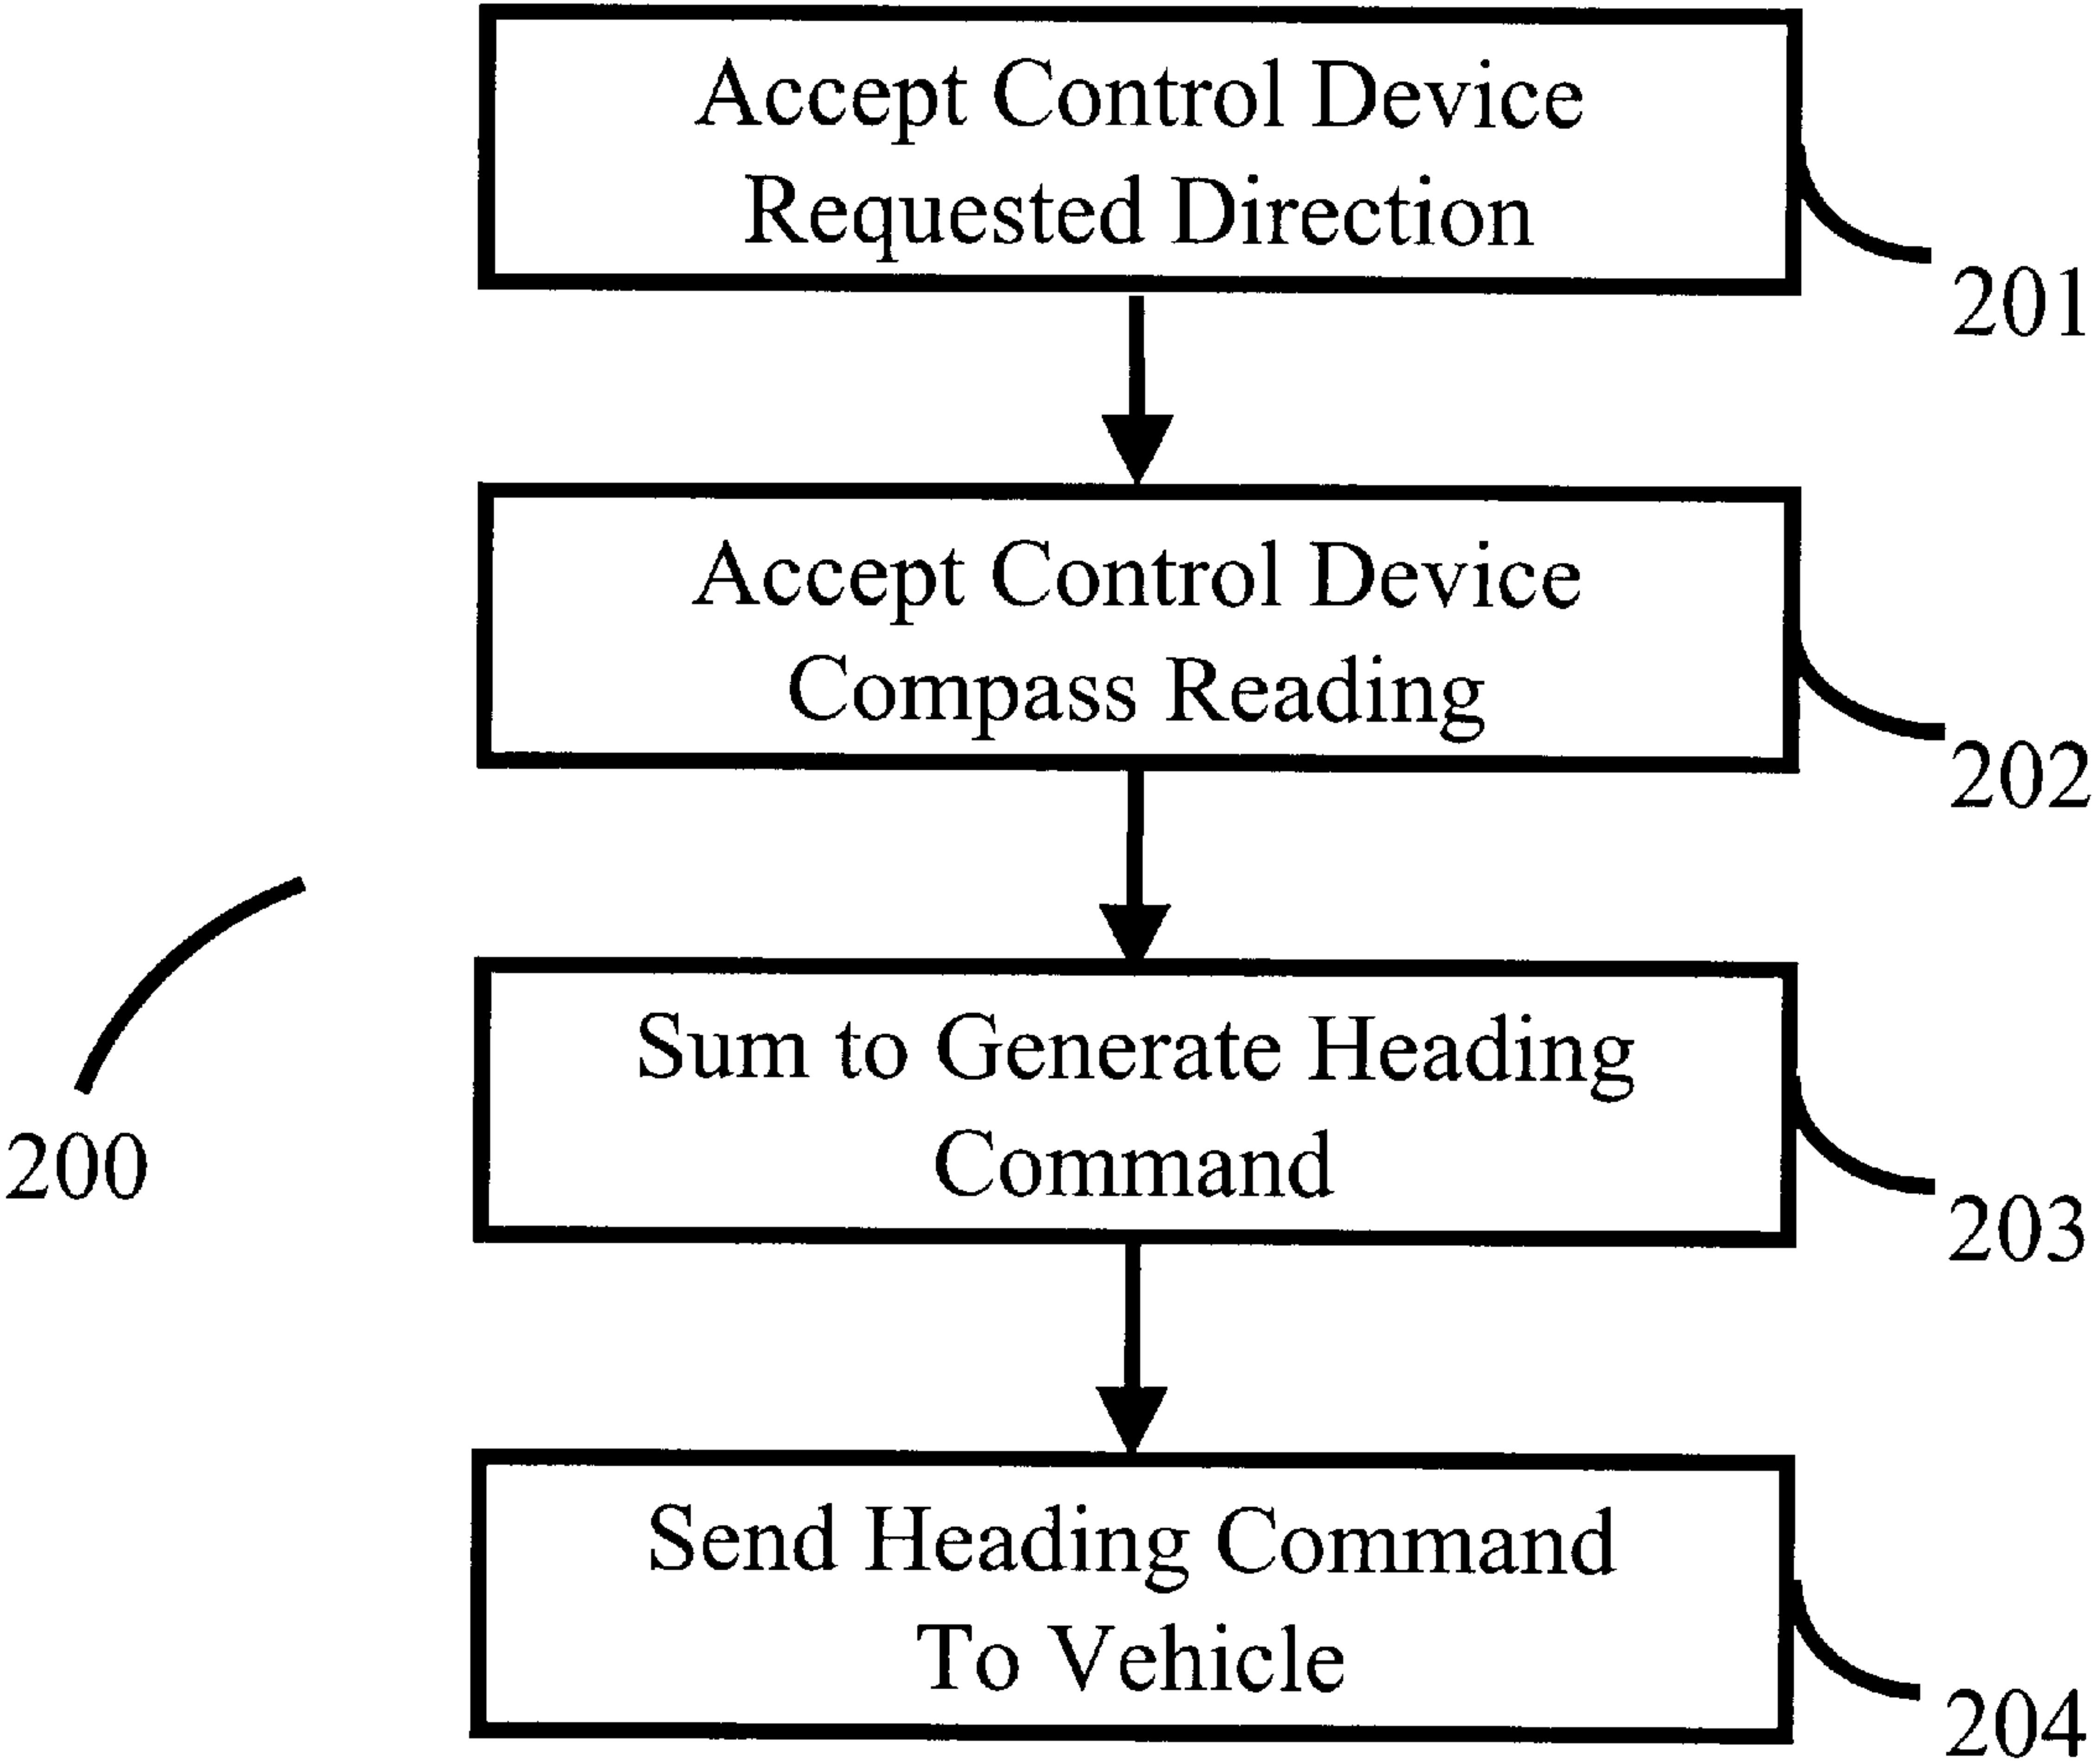 Accept Control Device
Requested Direction
201
Accept Control Device
Compass Reading
202
Sum to Generate Heading
Command
200
203
Send Heading Command
To Vehicle
204